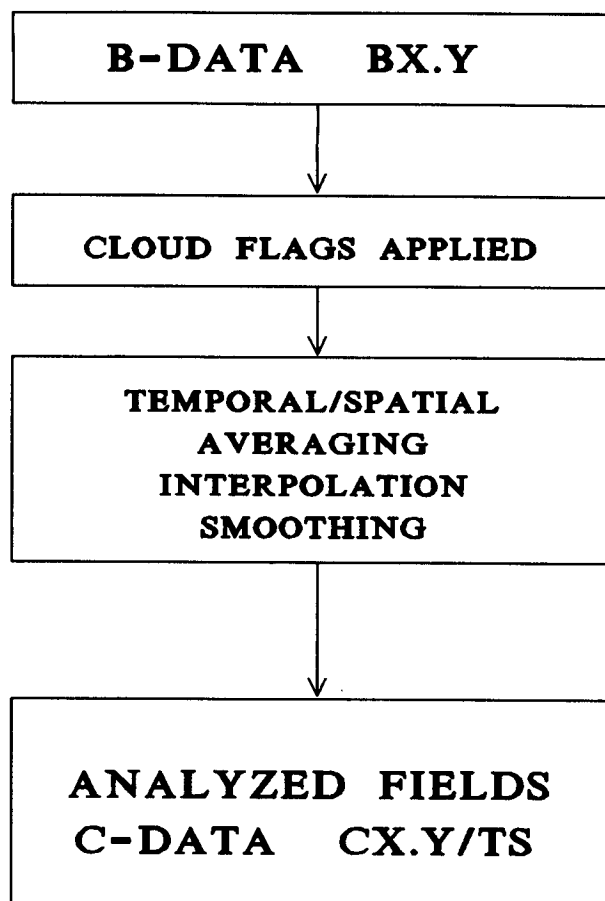 B-DATA BX.Y
CLOUD FLAGS APPLIED
TEMPORAL/SPATIAL
AVERAGING
INTERPOLATION
SMOOTHING
ANALYZED FIELDS
C-DATA CX.Y/TS